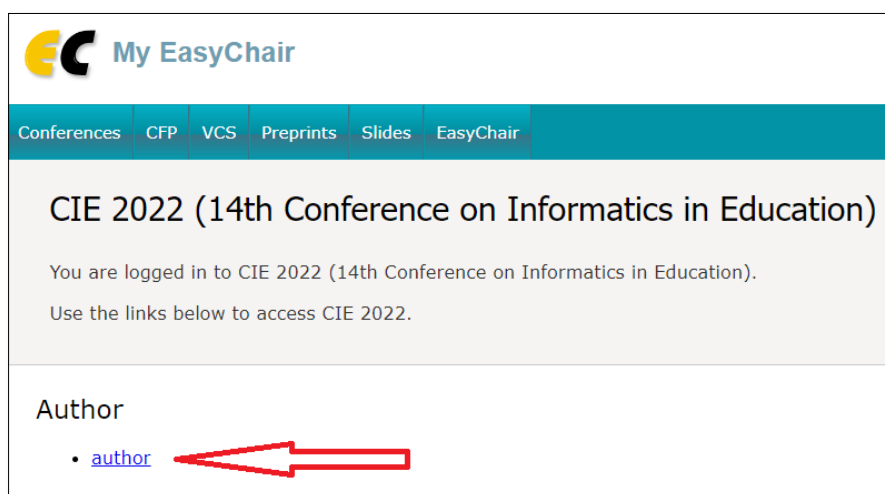 EC My EasyChair
Conferences CFP VCS Preprints Slides EasyChair
CIE 2022 (14th Conference on Informatics in Education)
You are logged in to CIE 2022 (14th Conference on Informatics in Education).
Use the links below to access CIE 2022.
Author
author